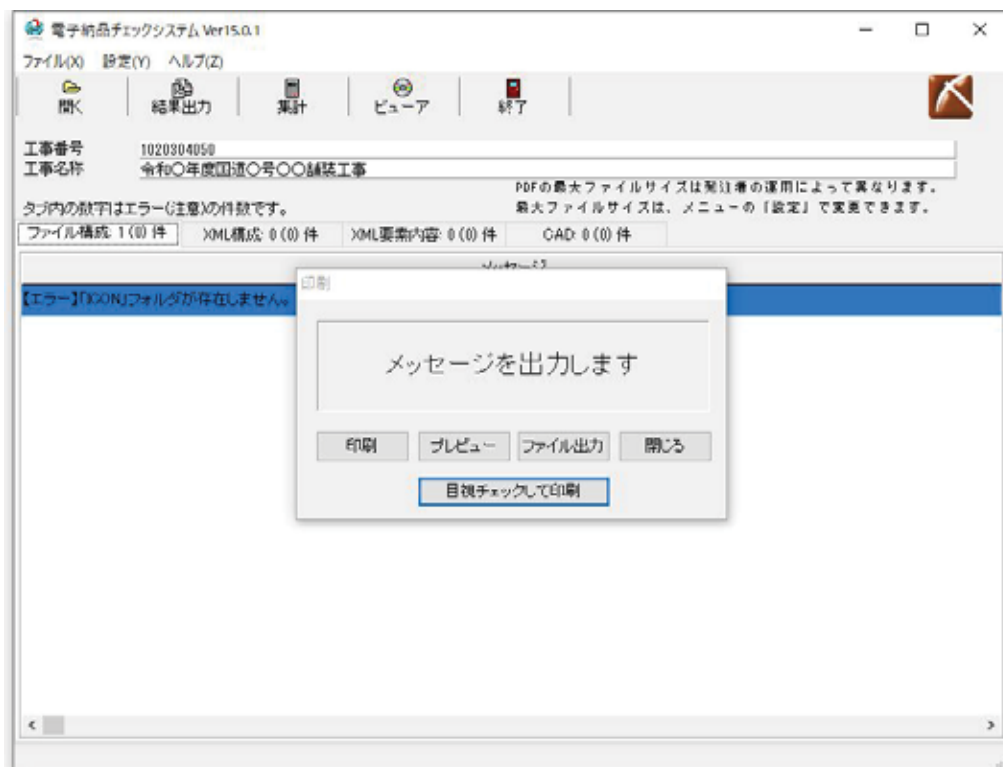 電子納品チェックシステム Ver15.0.1
ファイル(X) 設定(Y) ヘルプ(Z)
開く 結果出力 集計 ビューア 終了
工事番号 1020304050
工事名称 令和〇年度国道〇号〇〇舗装工事
PDFの最大ファイルサイズは発注者の運用によって異なります。
タブ内の数字はエラー(注意)の件数です。 最大ファイルサイズは、メニューの「設定」で変更できます。
ファイル構成: 1 (0) 件 XML構成: 0 (0) 件 XML要素内容: 0 (0) 件 CAD: 0 (0) 件
メッセージ
印刷
【エラー】「ICON」フォルダが存在しません。
メッセージを出力します
印刷 プレビュー ファイル出力 閉じる
目視チェックして印刷